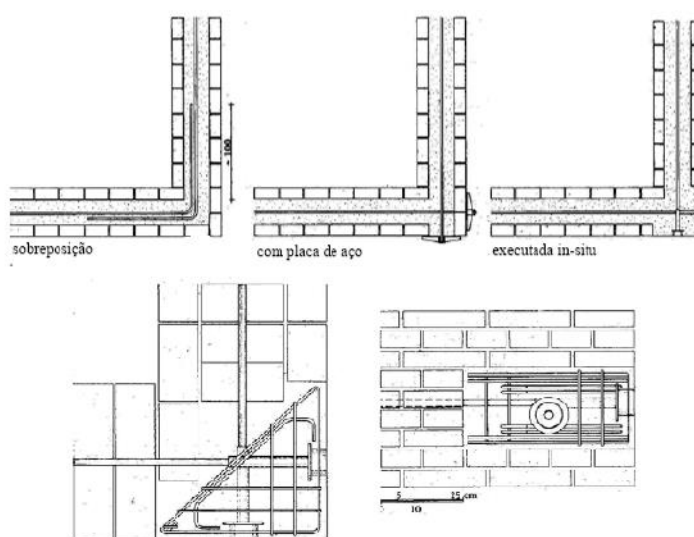 ~ 100
sobreposição
com placa de aço
executada in-situ
5 25 cm
10